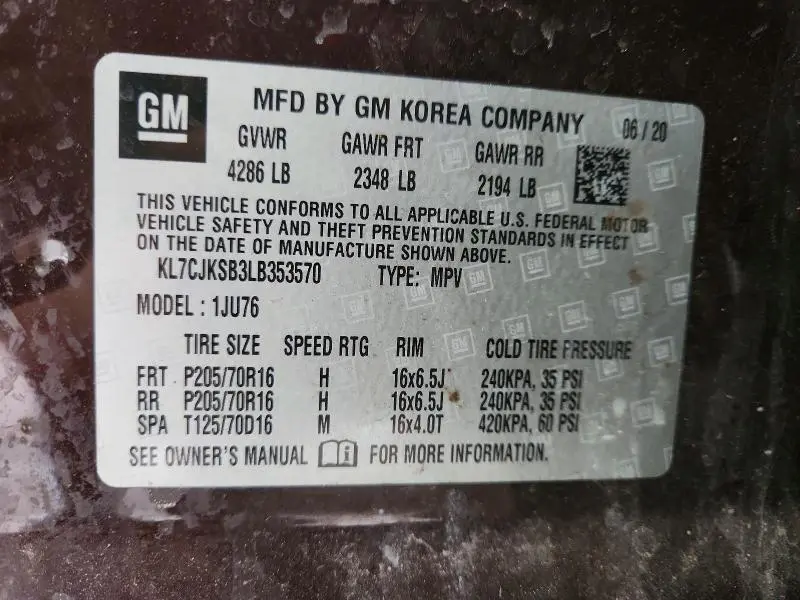 GM
MFD BY GM KOREA COMPANY 06 / 20
GVWR GAWR FRT GAWR RR
4286 LB 2348 LB 2194 LB
THIS VEHICLE CONFORMS TO ALL APPLICABLE U.S. FEDERAL MOTOR
VEHICLE SAFETY AND THEFT PREVENTION STANDARDS IN EFFECT
ON THE DATE OF MANUFACTURE SHOWN ABOVE.
KL7CJKSB3LB353570 TYPE: MPV
MODEL : 1JU76
TIRE SIZE SPEED RTG RIM COLD TIRE PRESSURE
FRT P205/70R16 H 16x6.5J 240KPA, 35 PSI
RR P205/70R16 H 16x6.5J 240KPA, 35 PSI
SPA T125/70D16 M 16x4.0T 420KPA, 60 PSI
SEE OWNER'S MANUAL FOR MORE INFORMATION.